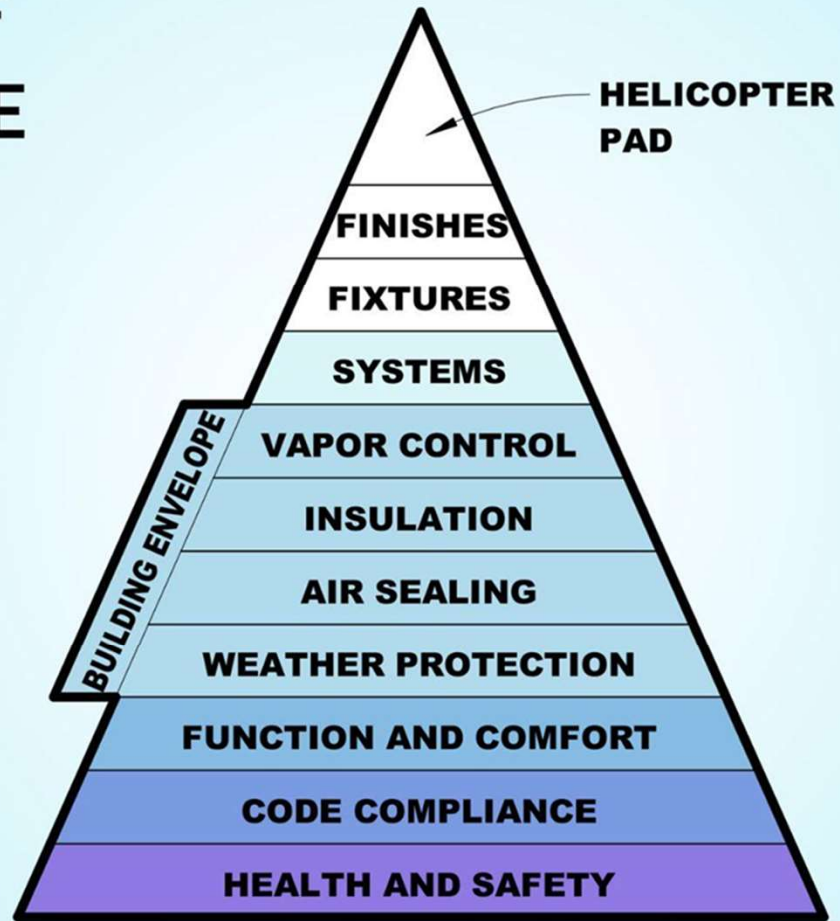 HELICOPTER
PAD
FINISHES
FIXTURES
SYSTEMS
BUILDING ENVELOPE
VAPOR CONTROL
INSULATION
AIR SEALING
WEATHER PROTECTION
FUNCTION AND COMFORT
CODE COMPLIANCE
HEALTH AND SAFETY